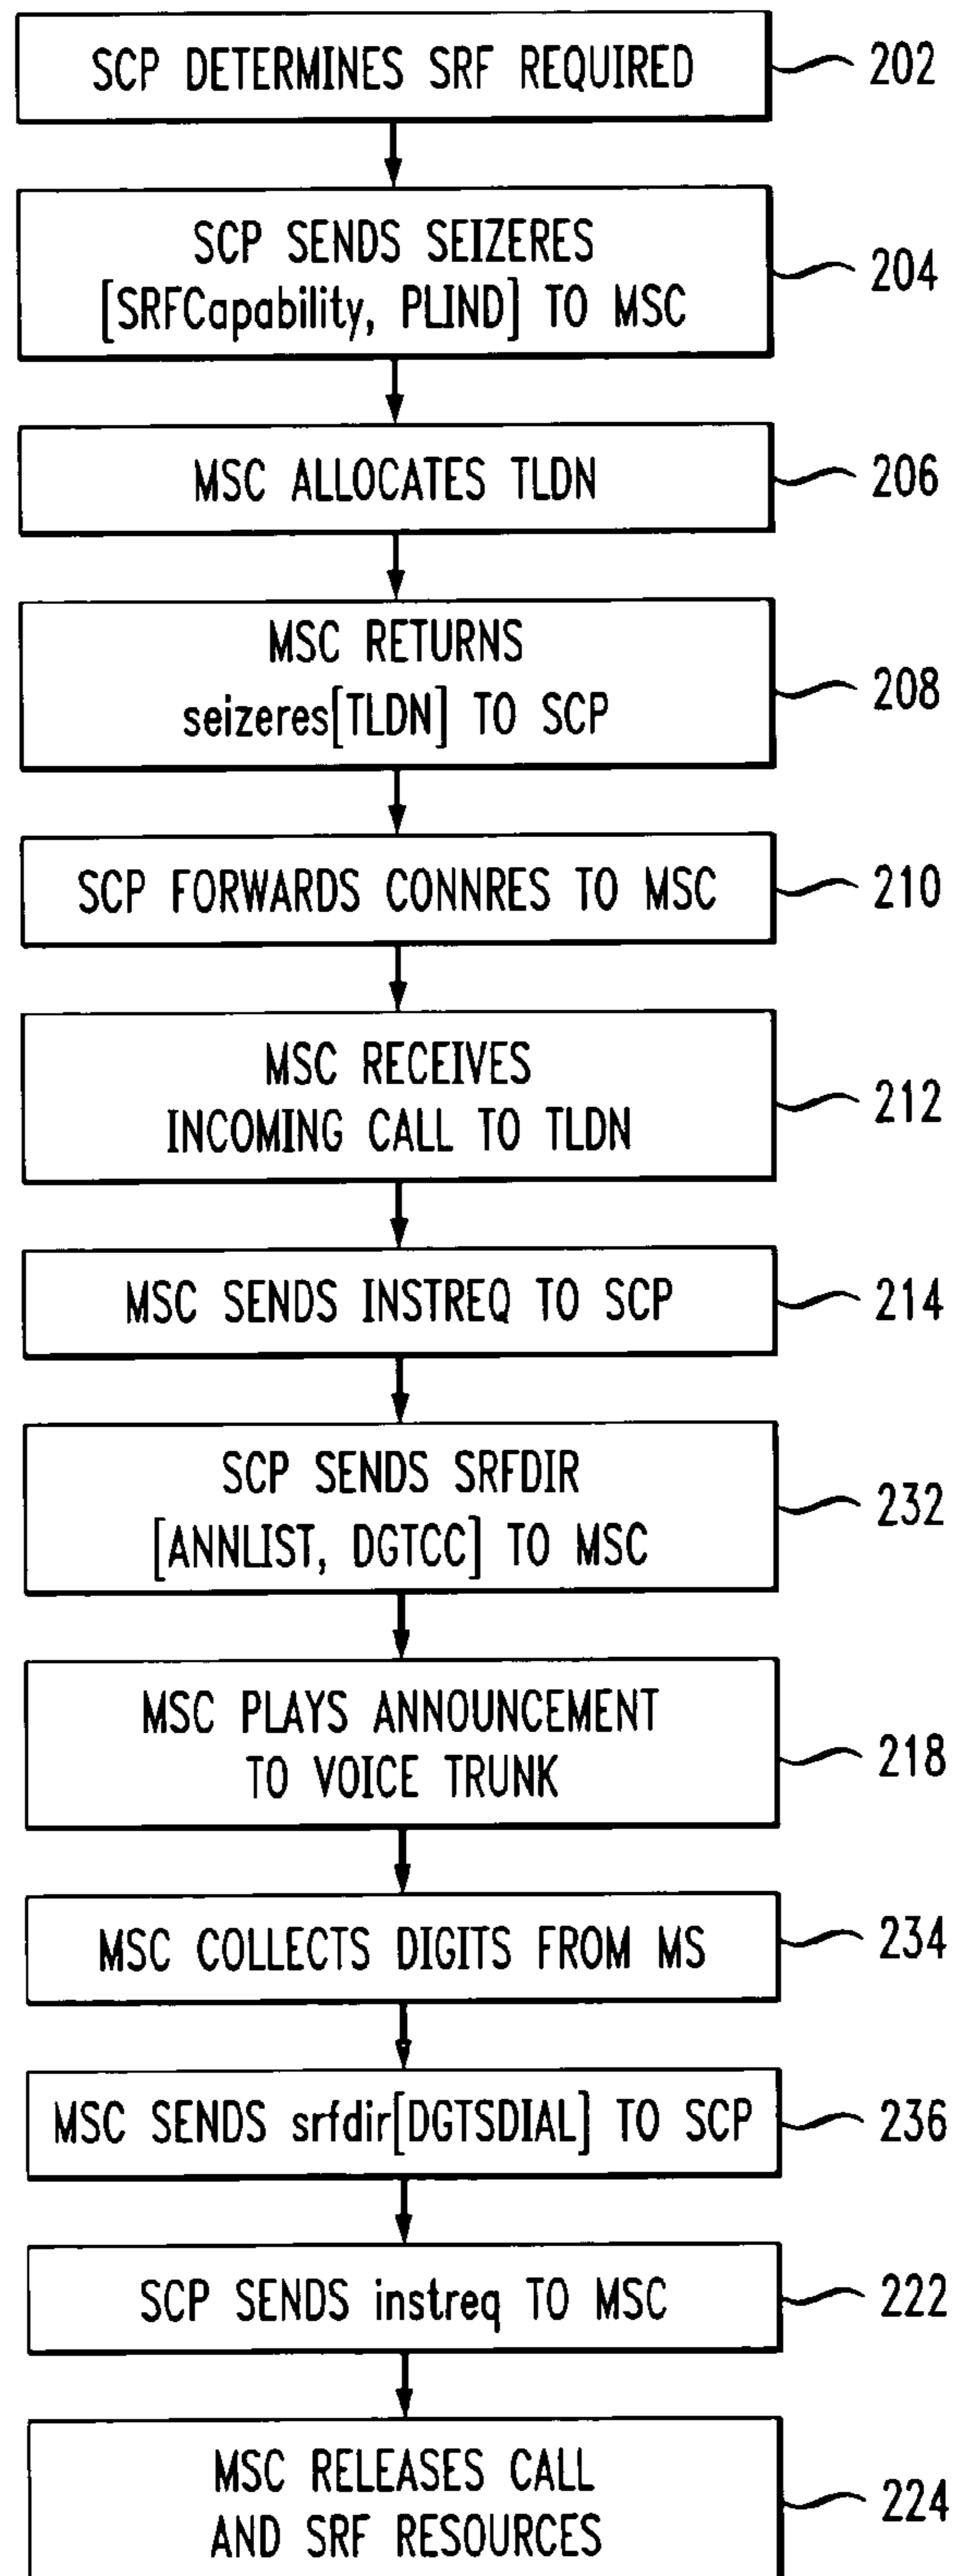 SCP DETERMINES SRF REQUIRED
202
SCP SENDS SEIZERES
[SRFCapability, PLIND] TO MSC
204
MSC ALLOCATES TLDN
206
MSC RETURNS
seizeres[TLDN] TO SCP
208
SCP FORWARDS CONNRES TO MSC
210
MSC RECEIVES
INCOMING CALL TO TLDN
212
MSC SENDS INSTREQ TO SCP
214
SCP SENDS SRFDIR
[ANNLIST, DGTCC] TO MSC
232
MSC PLAYS ANNOUNCEMENT
TO VOICE TRUNK
218
MSC COLLECTS DIGITS FROM MS
234
MSC SENDS srfdir[DGTSDIAL] TO SCP
236
SCP SENDS instreq TO MSC
222
MSC RELEASES CALL
AND SRF RESOURCES
224